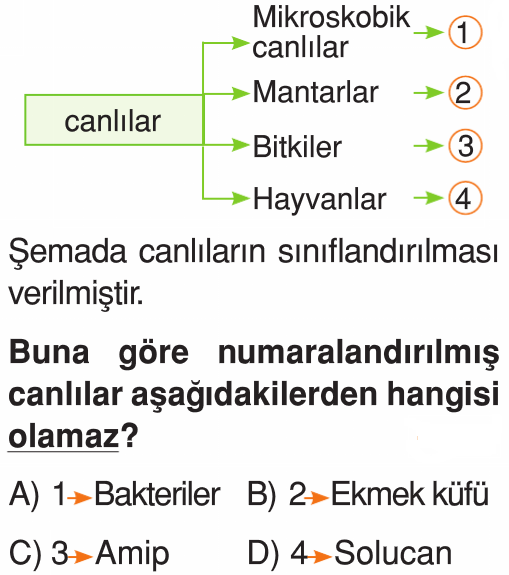 Mikroskobik
canlılar
1
canlılar
Mantarlar
2
Bitkiler
3
Hayvanlar
4
Şemada canlıların sınıflandırılması
verilmiştir.
Buna göre numaralandırılmış
canlılar aşağıdakilerden hangisi
olamaz?
A) 1 Bakteriler B) 2 Ekmek küfü
C) 3 Amip D) 4 Solucan